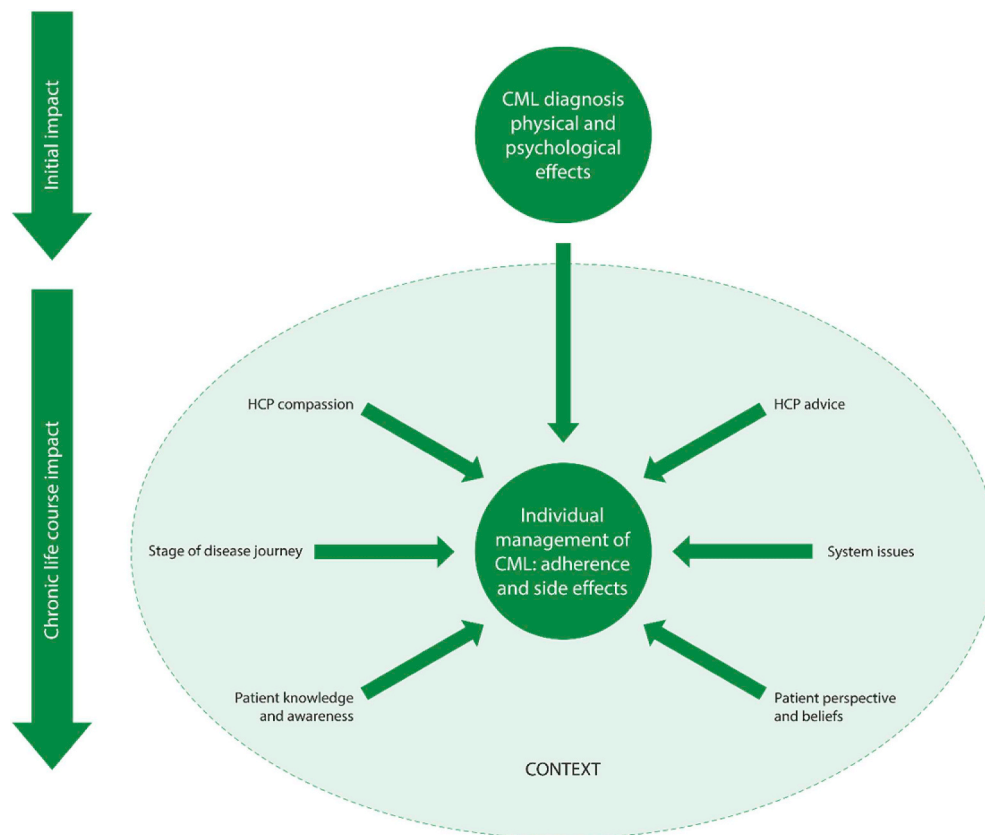 Initial impact
CML diagnosis
physical and
psychological
effects
Chronic life course impact
HCP compassion
HCP advice
Stage of disease journey
Individual
management of
CML: adherence
and side effects
System issues
Patient knowledge
and awareness
Patient perspective
and beliefs
CONTEXT